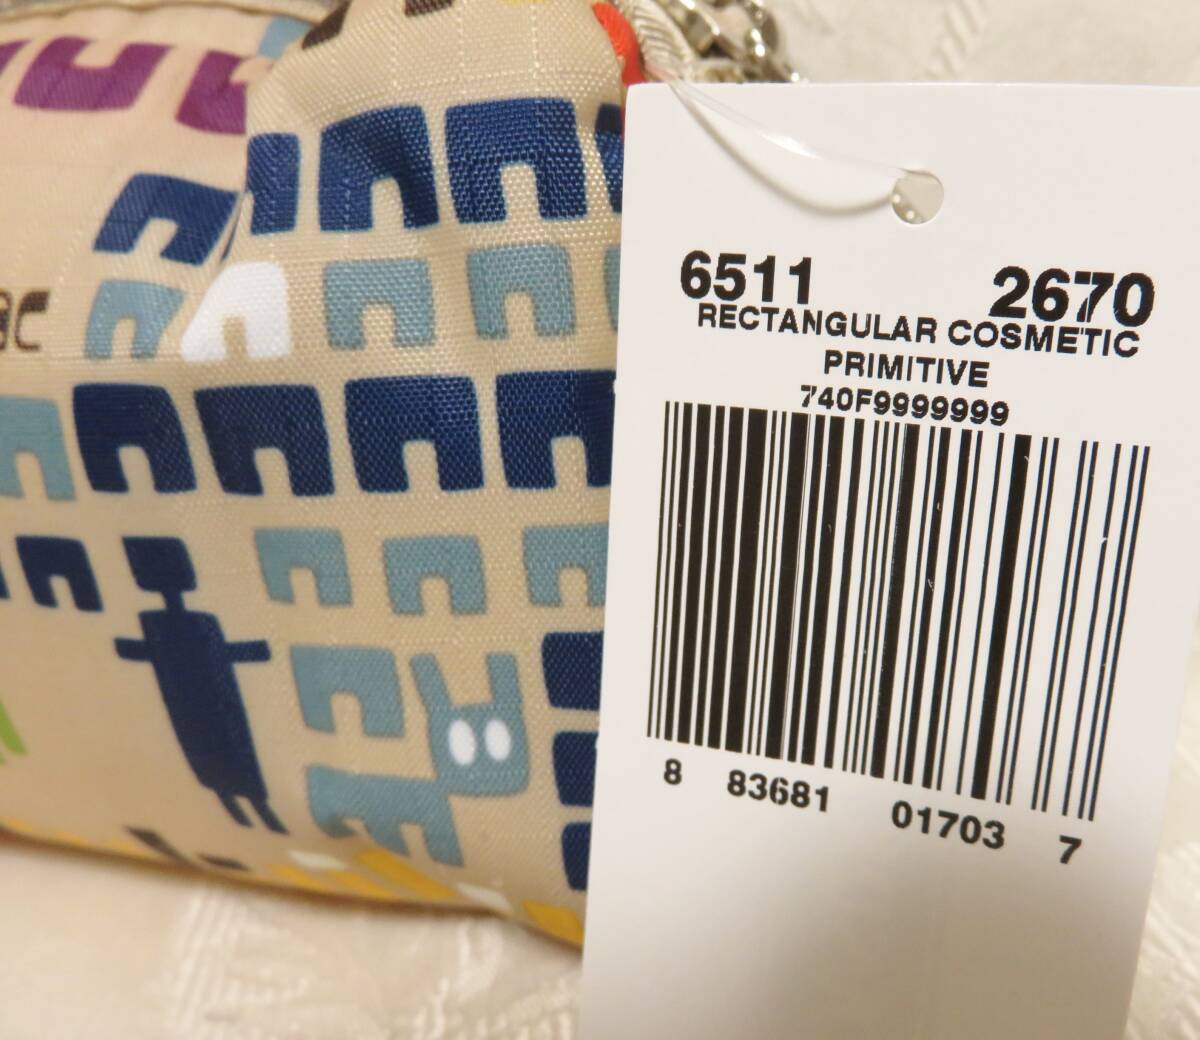 6511 2670
RECTANGULAR COSMETIC
PRIMITIVE
740F9999999
8 83681 01703 7